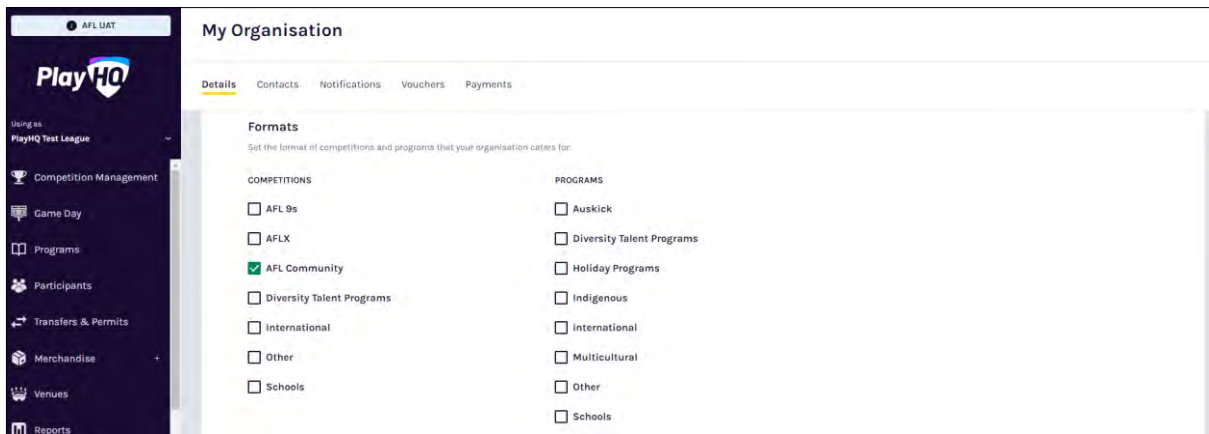 AFL UAT
PlayHQ
Using as
PlayHQ Test League
Competition Management
Game Day
Programs
Participants
Transfers & Permits
Merchandise +
Venues
Reports
My Organisation
Details Contacts Notifications Vouchers Payments
Formats
Set the format of competitions and programs that your organisation caters for.
COMPETITIONS
AFL 9s
AFLX
AFL Community
Diversity Talent Programs
International
Other
Schools
PROGRAMS
Auskick
Diversity Talent Programs
Holiday Programs
Indigenous
International
Multicultural
Other
Schools